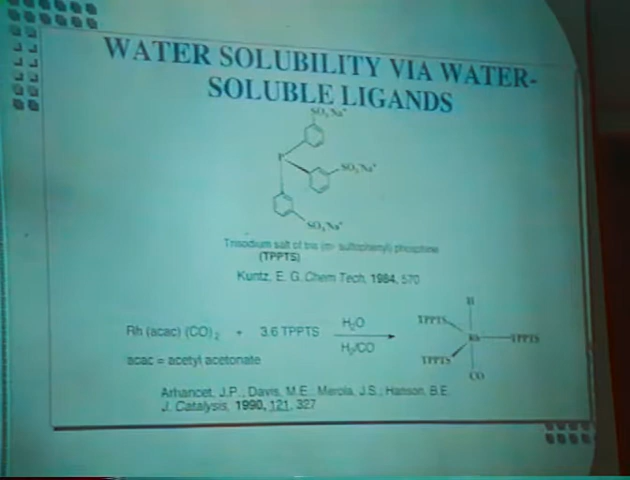 WATER SOLUBILITY VIA WATER-
SOLUBLE LIGANDS
SO3Na+
P
SO3Na+
SO3Na+
Trisodium salt of tris (m- sulfophenyl) phosphine
(TPPTS)
Kuntz, E. G. Chem Tech, 1984, 570
Rh (acac) (CO)2 + 3.6 TPPTS
H2O
H2/CO
acac = acetyl acetonate
H
TPPTS
Rh
TPPTS
TPPTS
CO
Arhancet, J.P., Davis, M.E.; Merola, J.S.; Hanson, B.E.
J. Catalysis, 1990, 121, 327